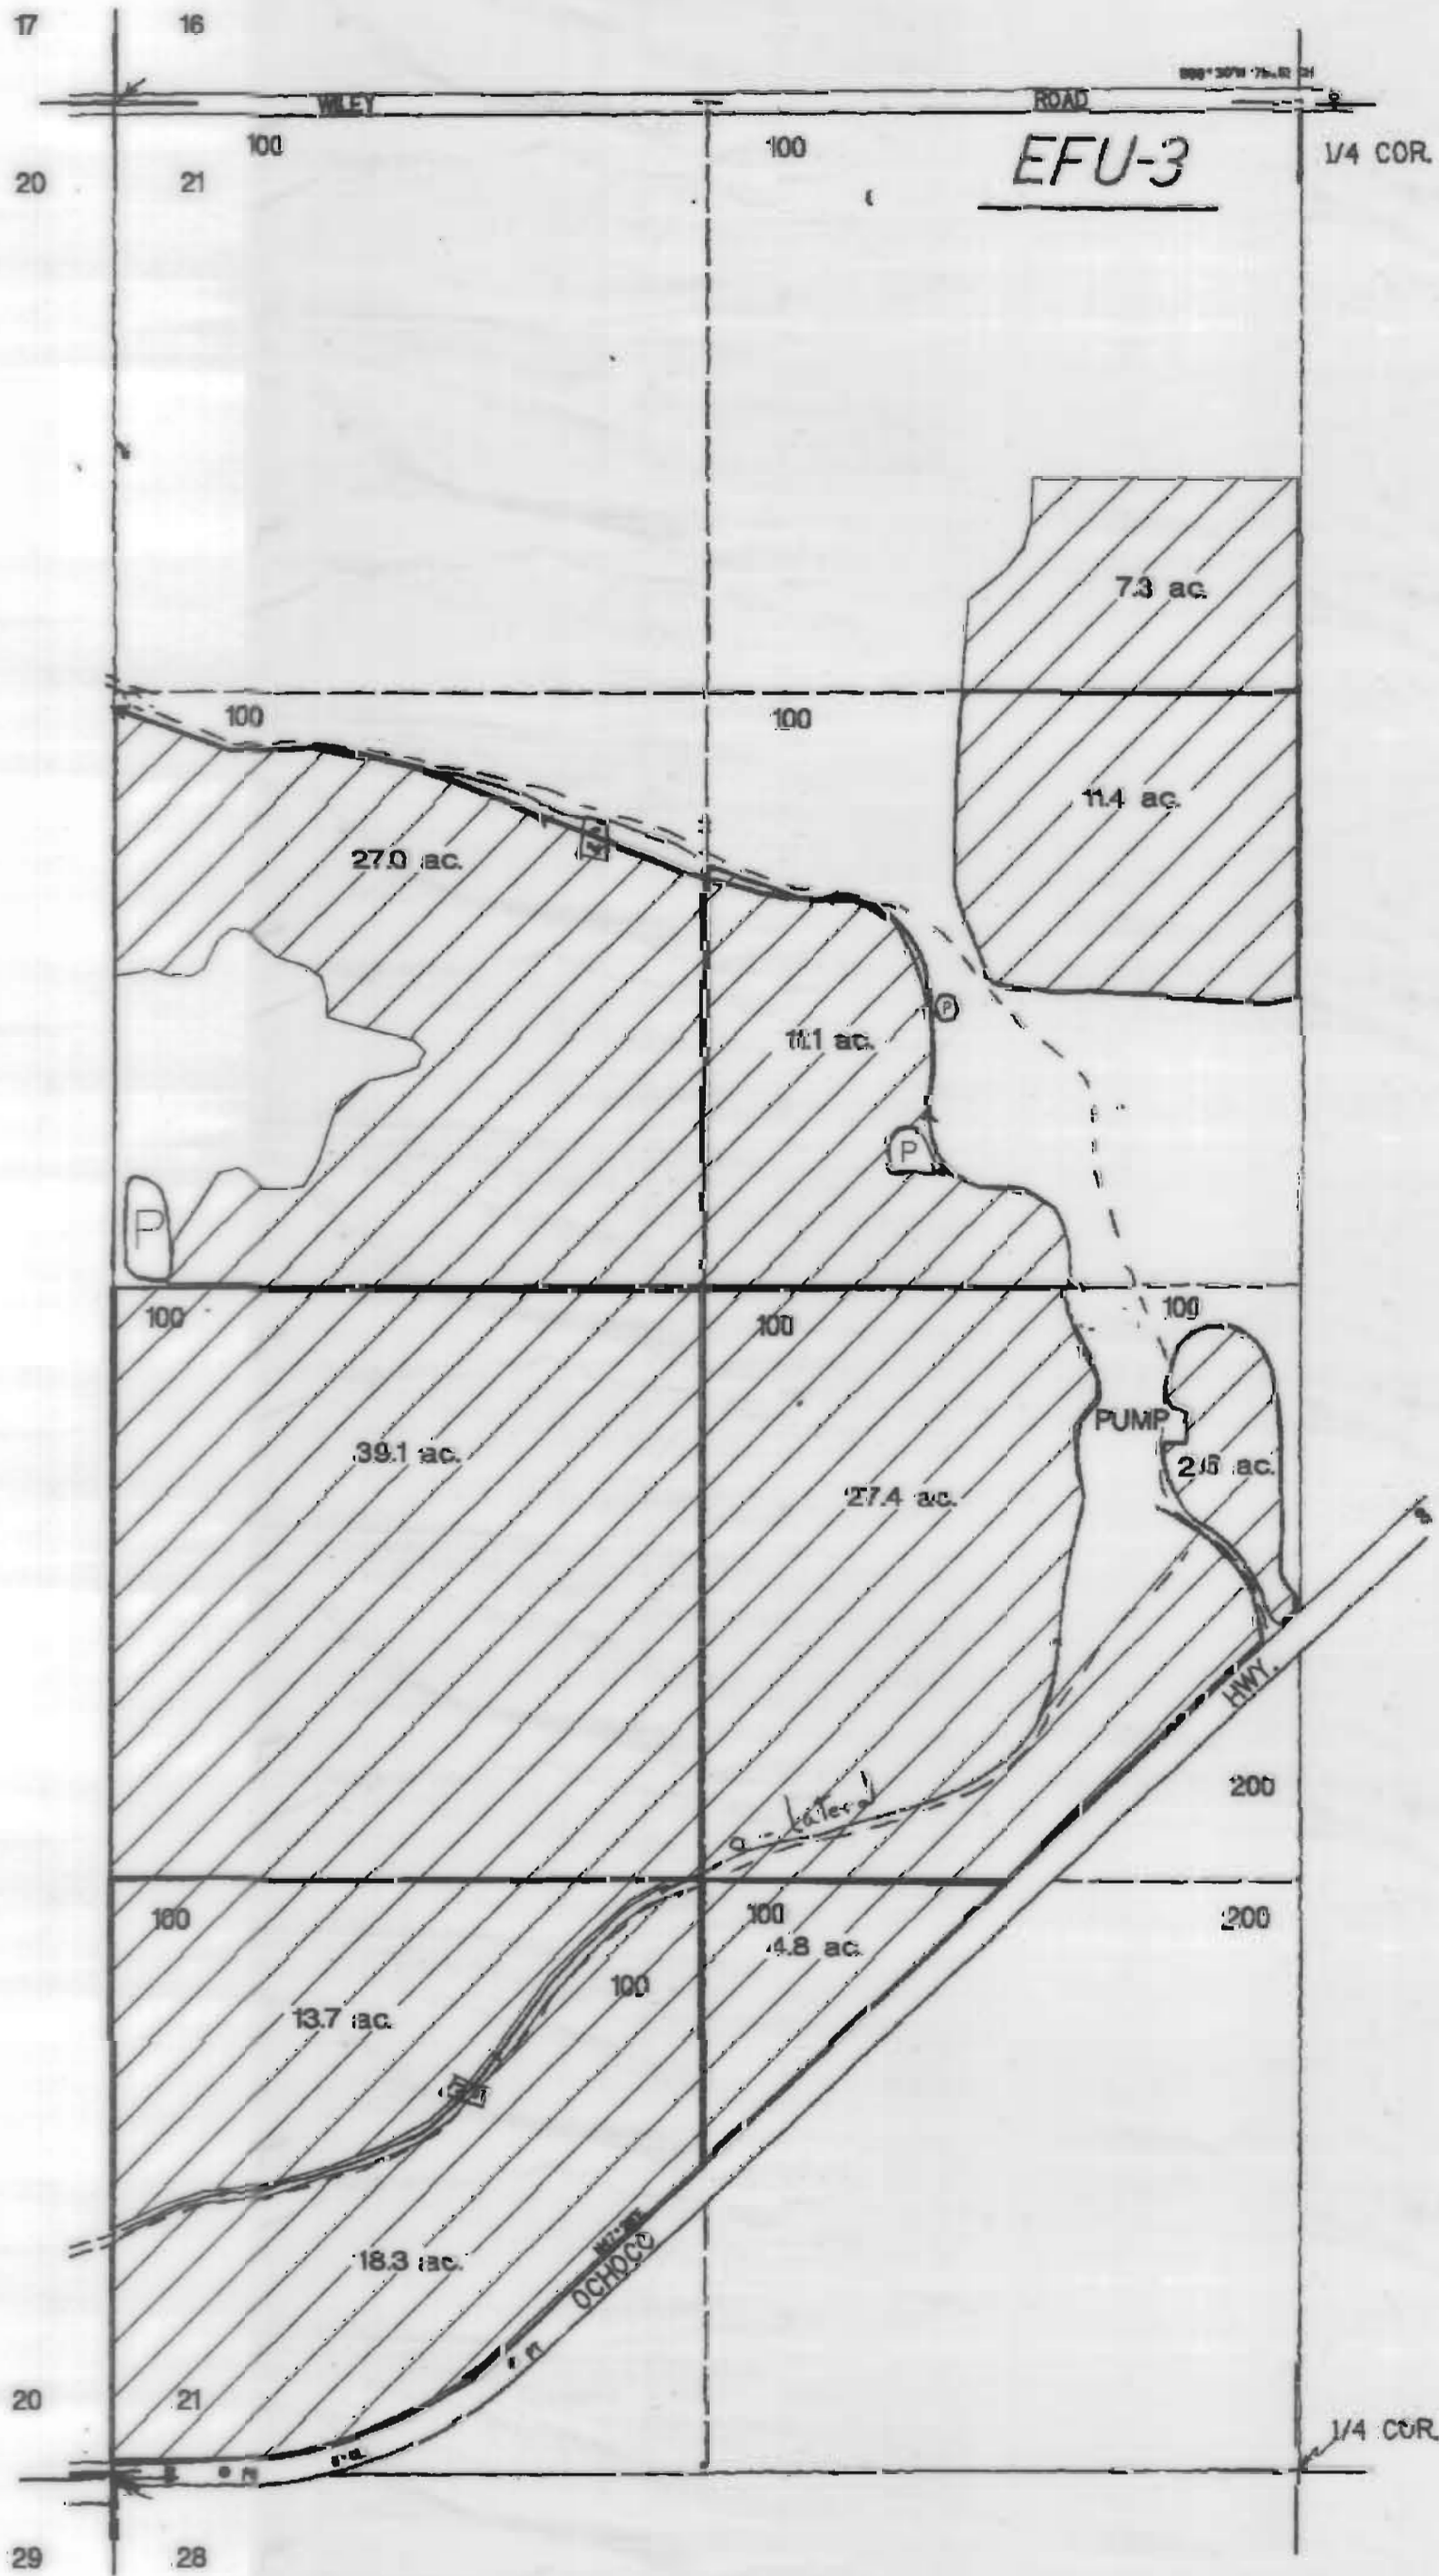 17 16
WILEY ROAD
100 100 EFU-3 1/4 COR.
20 21
7.3 ac.
100 100
11.4 ac.
27.0 ac.
P
11.1 ac.
P
P
100 100 100
PUMP
39.1 ac. 27.4 ac. 2.6 ac.
HWY.
200
Lateral
100 100 200
4.8 ac.
100
13.7 ac.
18.3 ac.
OCHOCO
20 21
1/4 COR.
29 28